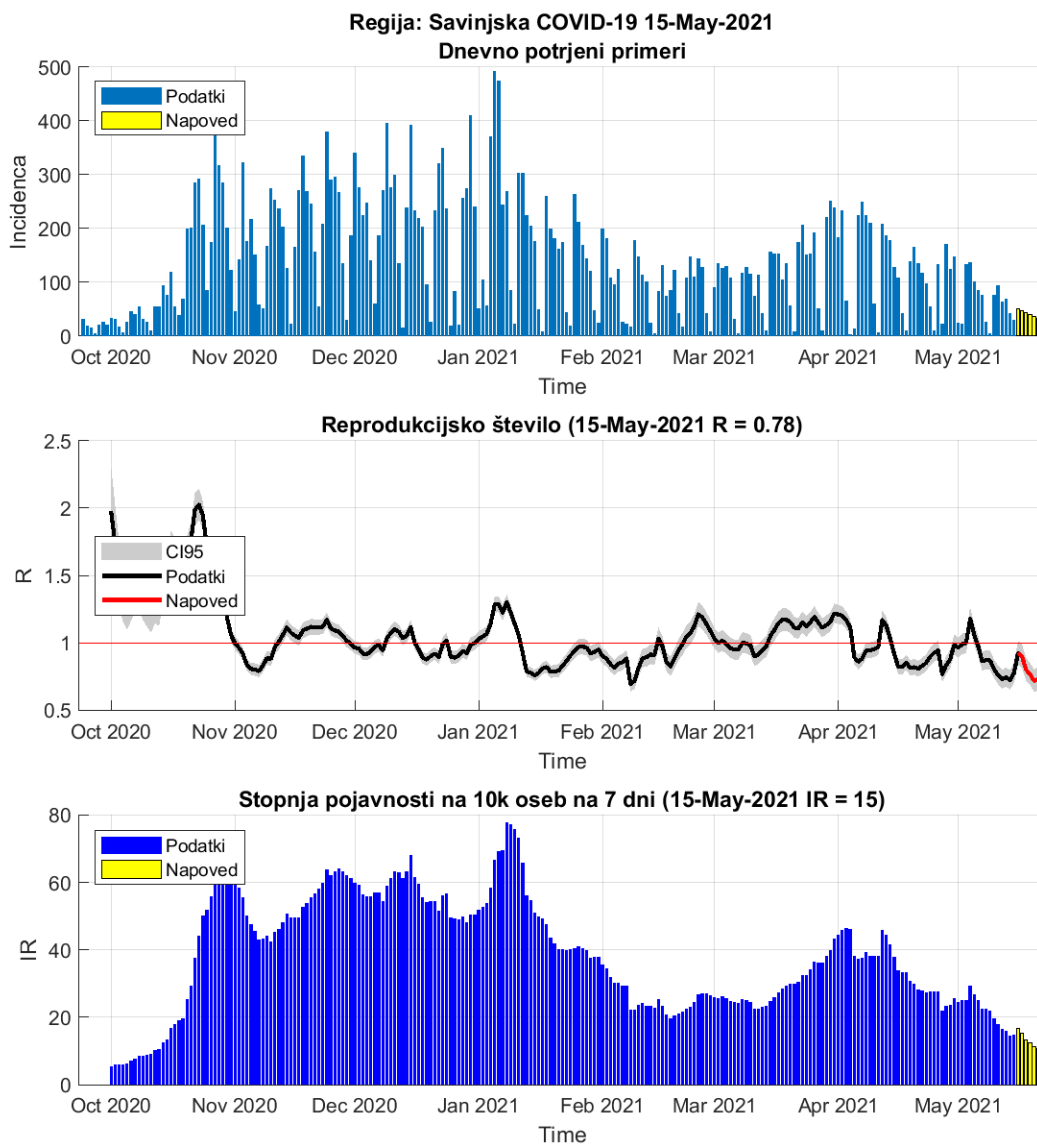 Regija: Savinjska COVID-19 15-May-2021
Dnevno potrjeni primeri
500
400
300
200
100
0
Incidenca
Podatki
Napoved
Oct 2020 Nov 2020 Dec 2020 Jan 2021 Feb 2021 Mar 2021 Apr 2021 May 2021
Time
Reprodukcijsko število (15-May-2021 R = 0.78)
2.5
2
1.5
1
0.5
R
CI95
Podatki
Napoved
Oct 2020 Nov 2020 Dec 2020 Jan 2021 Feb 2021 Mar 2021 Apr 2021 May 2021
Time
Stopnja pojavnosti na 10k oseb na 7 dni (15-May-2021 IR = 15)
80
60
40
20
0
IR
Podatki
Napoved
Oct 2020 Nov 2020 Dec 2020 Jan 2021 Feb 2021 Mar 2021 Apr 2021 May 2021
Time